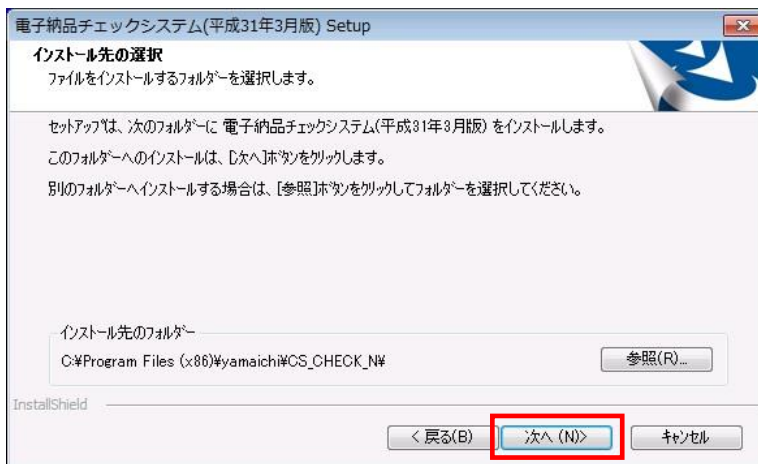 電子納品チェックシステム(平成31年3月版) Setup
インストール先の選択
ファイルをインストールするフォルダーを選択します。
セットアップは、次のフォルダーに 電子納品チェックシステム(平成31年3月版) をインストールします。
このフォルダーへのインストールは、[次へ]ボタンをクリックします。
別のフォルダーへインストールする場合は、[参照]ボタンをクリックしてフォルダーを選択してください。
インストール先のフォルダー
C:¥Program Files (x86)¥yamaichi¥CS_CHECK_N¥
参照(R)...
InstallShield
< 戻る(B)
次へ (N)>
キャンセル